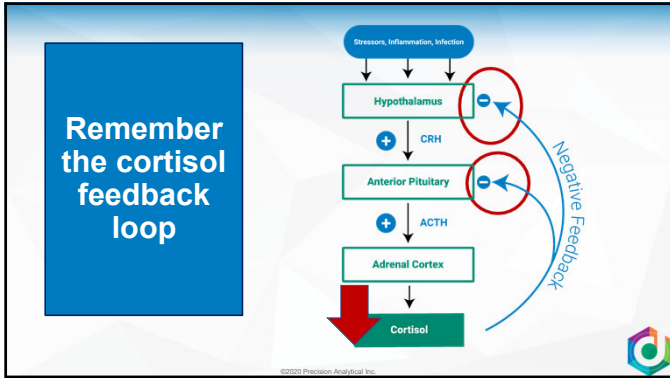 Remember
the cortisol
feedback
loop
Stressors, Inflammation, Infection
Hypothalamus
CRH
Anterior Pituitary
ACTH
Adrenal Cortex
Cortisol
Negative Feedback
©2020 Precision Analytical Inc.